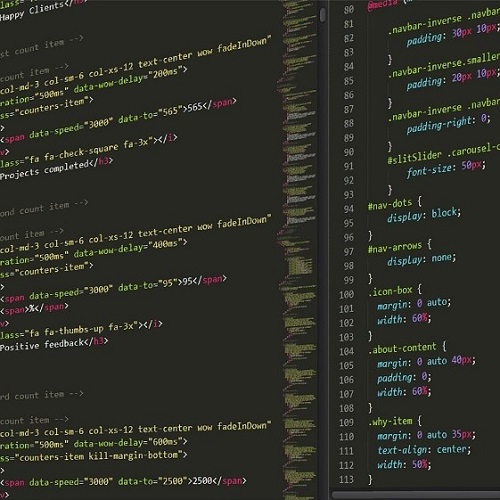 Happy Clients</h3>
st count item -->
count item -->
col-md-3 col-sm-6 col-xs-12 text-center wow fadeInDown"
ration="500ms" data-wow-delay="200ms">
ss="counters-item">
<span data-speed="3000" data-to="565">565</span>
>
lass="fa fa-check-square fa-3x"></i>
Projects completed</h3>
ond count item -->
ount item -->
col-md-3 col-sm-6 col-xs-12 text-center wow fadeInDown"
ration="500ms" data-wow-delay="400ms">
ss="counters-item">
<span data-speed="3000" data-to="95">95</span>
<span>%</span>
>
lass="fa fa-thumbs-up fa-3x"></i>
Positive feedback</h3>
rd count item -->
ount item -->
col-md-3 col-sm-6 col-xs-12 text-center wow fadeInDown"
ration="500ms" data-wow-delay="600ms">
ss="counters-item kill-margin-bottom">
<span data-speed="3000" data-to="2500">2500</span>
80 @media
81 .navbar-inverse .navba
82 padding: 30px 10px;
83 }
84 .navbar-inverse.smaller
85 padding: 20px 10px;
86 }
87 .navbar-inverse .navba
88 padding-right: 0;
89 }
90 #slitSlider .carousel-c
91 font-size: 50px;
92 }
93 }
94 #nav-dots {
95 display: block;
96 }
97 #nav-arrows {
98 display: none;
99 }
100 .icon-box {
101 margin: 0 auto;
102 width: 60%;
103 }
104 .about-content {
105 margin: 0 auto 40px;
106 padding: 0;
107 width: 60%;
108 }
109 .why-item {
110 margin: 0 auto 35px;
111 text-align: center;
112 width: 50%;
113 }